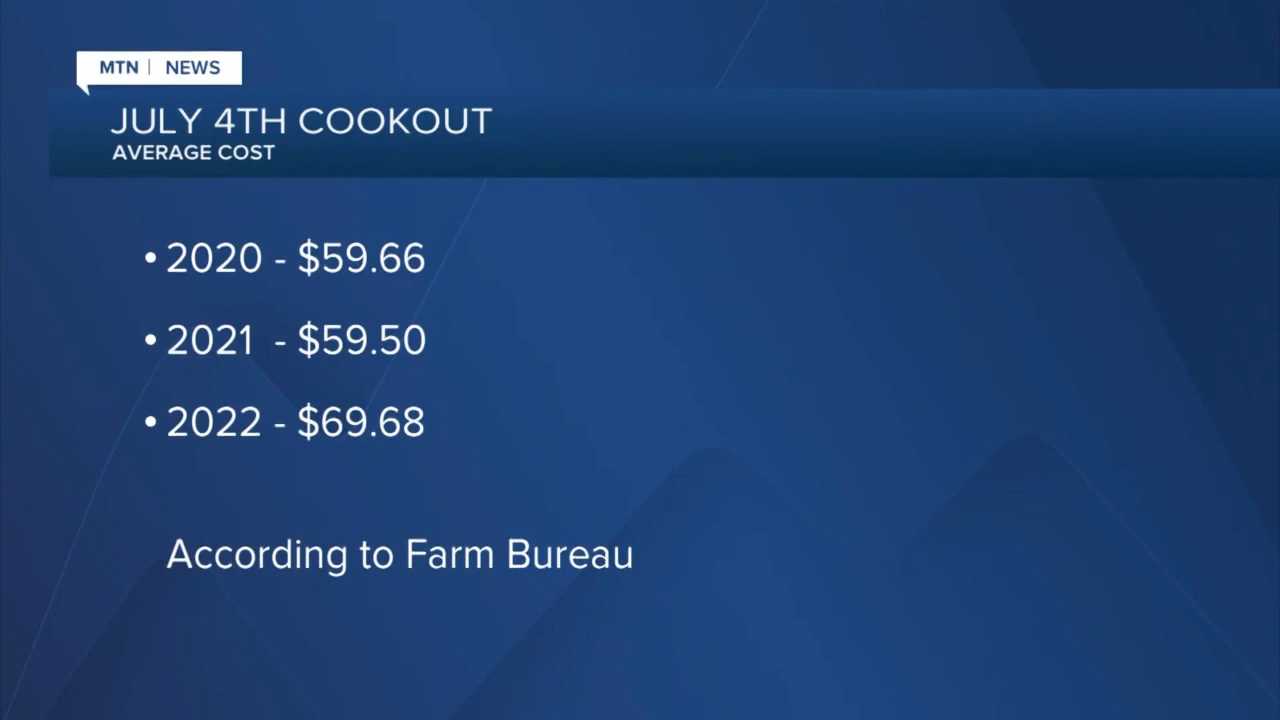 MTN | NEWS
JULY 4TH COOKOUT
AVERAGE COST
• 2020 - $59.66
• 2021 - $59.50
• 2022 - $69.68
According to Farm Bureau